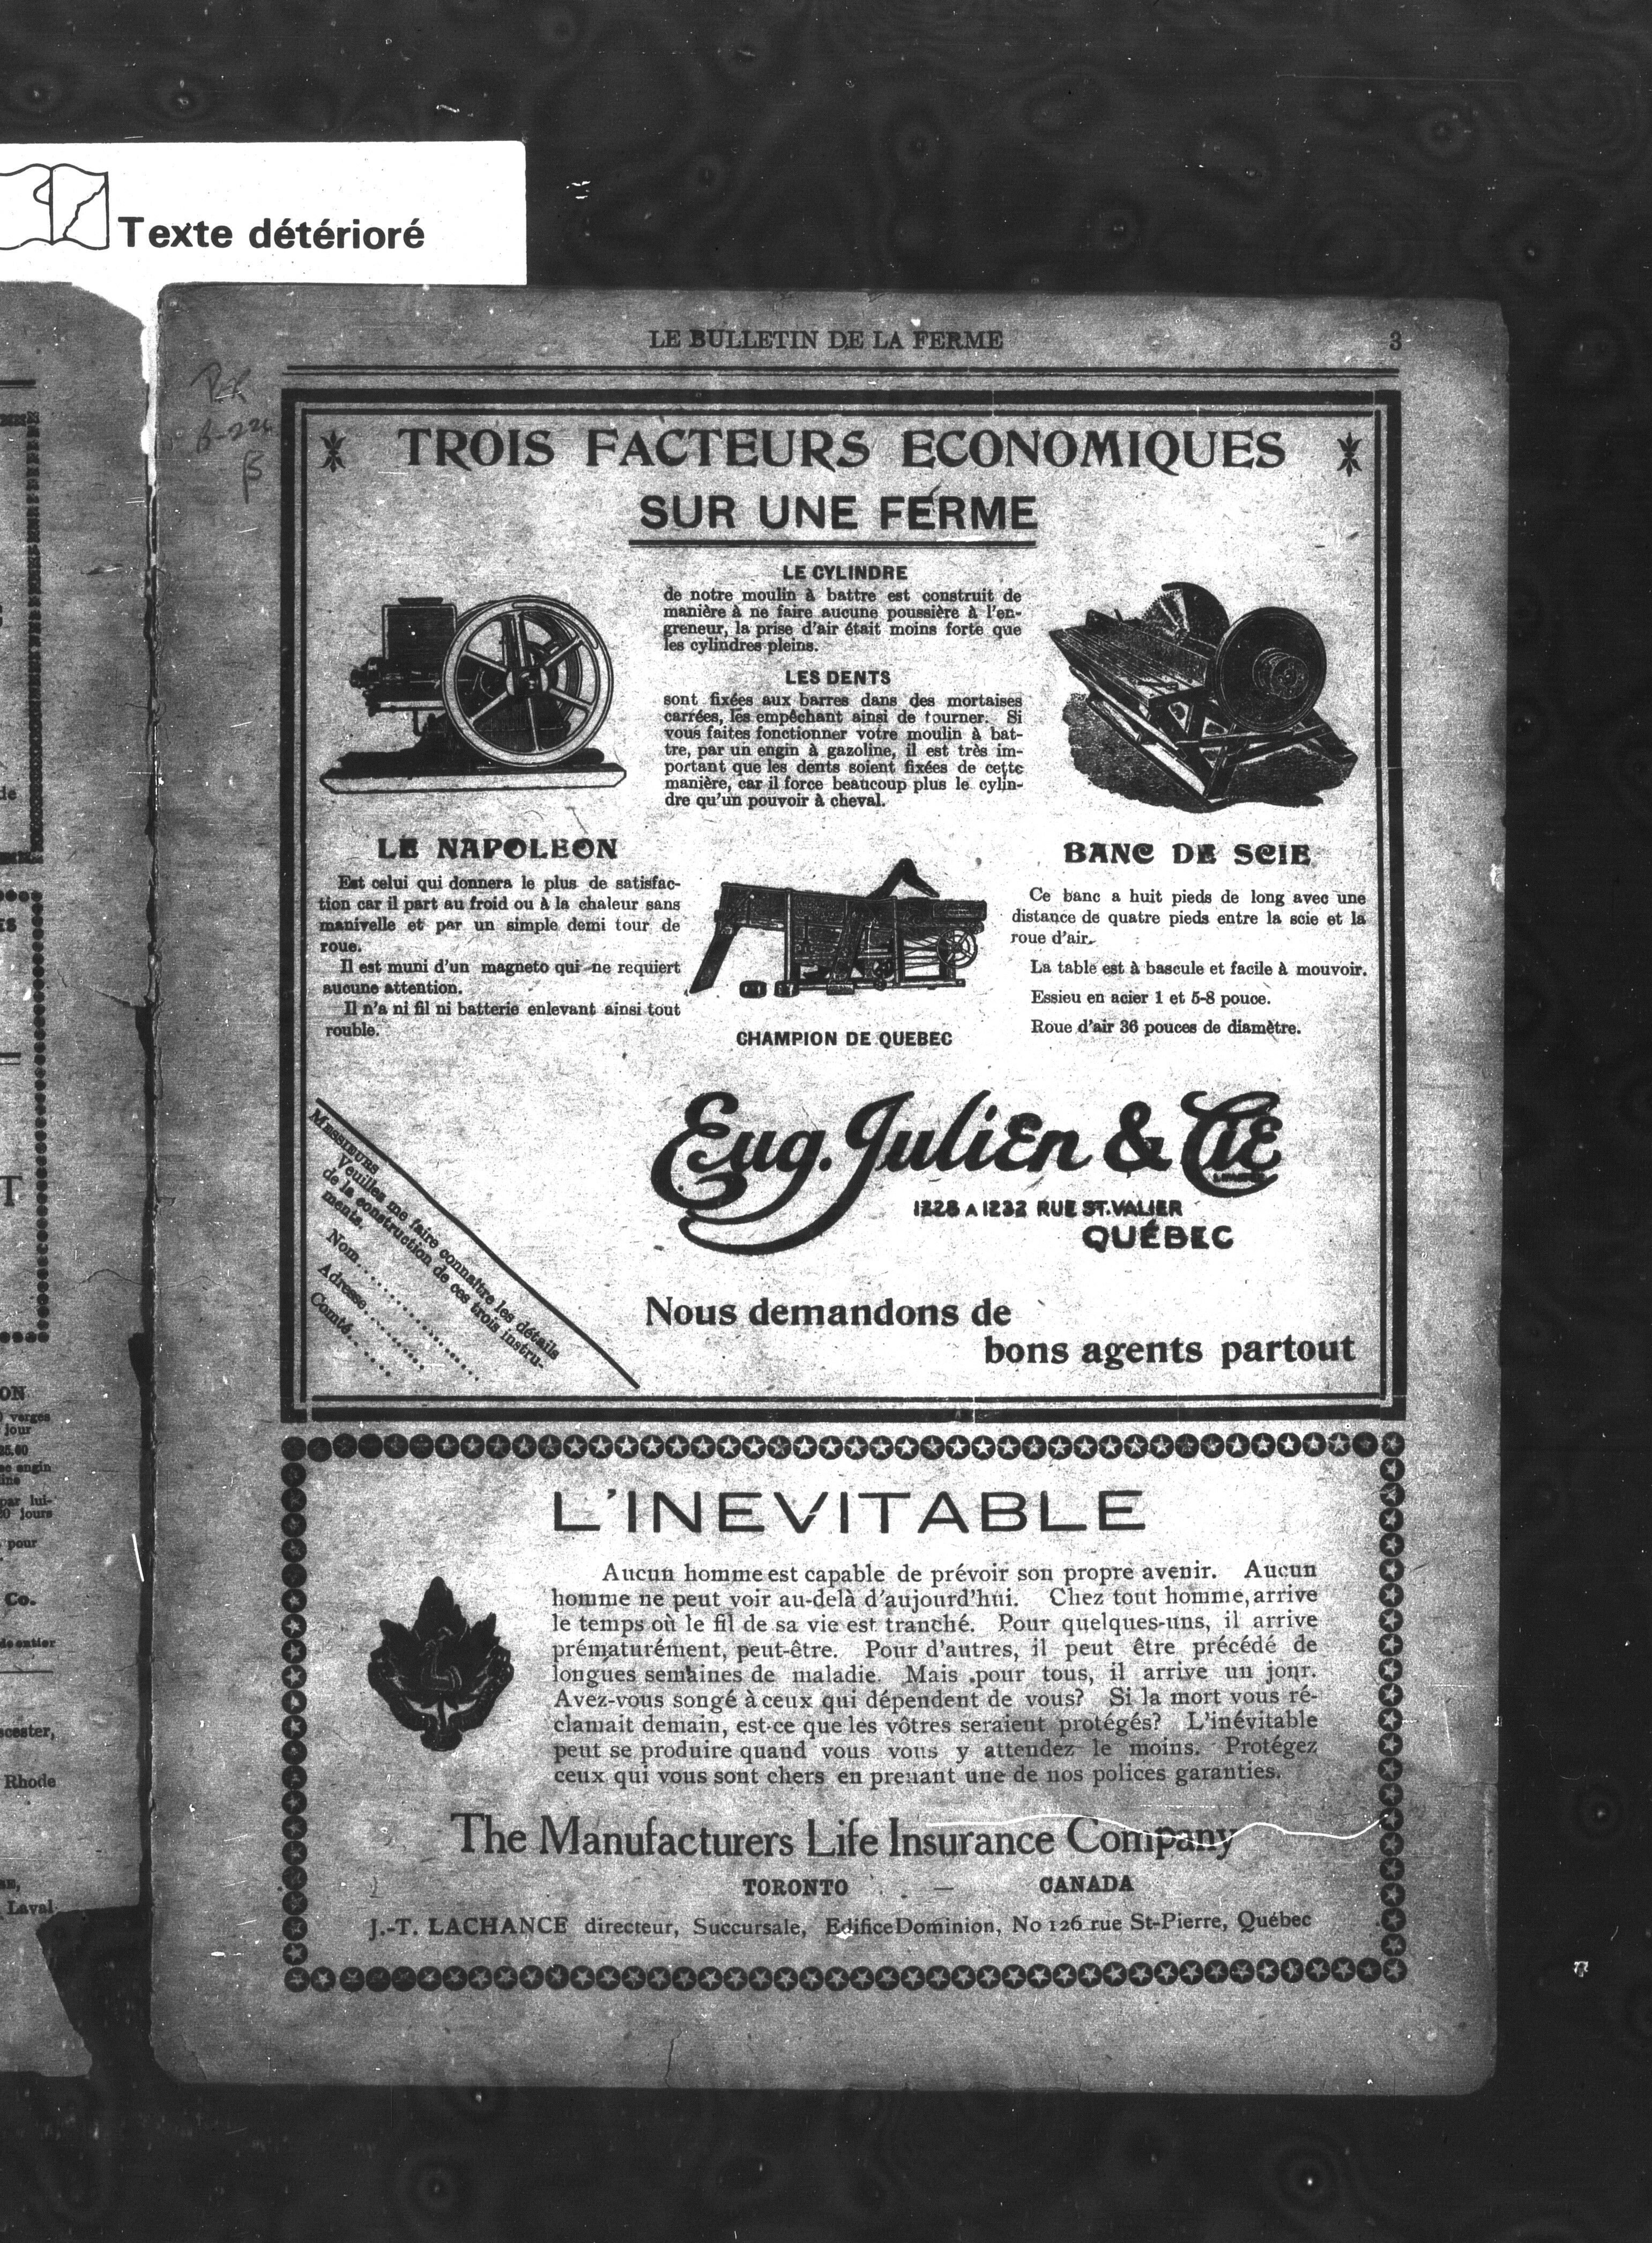 Texte détérioré
LE BULLETIN DE LA FERME 3
TROIS FACTEURS ECONOMIQUES
SUR UNE FERME
LE CYLINDRE
de notre moulin à battre est construit de
manière à ne faire aucune poussière à l'en-
greneur, la prise d'air était moins forte que
les cylindres pleins.
LES DENTS
sont fixées aux barres dans des mortaises
carrées, les empêchant ainsi de tourner. Si
vous faites fonctionner votre moulin à bat-
tre, par un engin à gazoline, il est très im-
portant que les dents soient fixées de cette
manière, car il force beaucoup plus le cylin-
dre qu'un pouvoir à cheval.
LE NAPOLEON
Est celui qui donnera le plus de satisfac-
tion car il part au froid ou à la chaleur sans
manivelle et par un simple demi tour de
roue.
Il est muni d'un magneto qui ne requiert
aucune attention.
Il n'a ni fil ni batterie enlevant ainsi tout
rouble.
CHAMPION DE QUEBEC
BANC DE SCIE
Ce banc a huit pieds de long avec une
distance de quatre pieds entre la scie et la
roue d'air.
La table est à bascule et facile à mouvoir.
Essieu en acier 1 et 5-8 pouce.
Roue d'air 36 pouces de diamètre.
MESSIEURS
Veuillez me faire connaître les détails
de la construction de ces trois instru-
ments.
Nom....................
Adresse..........
Comté......
Eug. Julien & Cie
1228 A 1232 RUE ST. VALIER
QUÉBEC
Nous demandons de
bons agents partout
L'INEVITABLE
Aucun homme est capable de prévoir son propre avenir. Aucun
homme ne peut voir au-delà d'aujourd'hui. Chez tout homme, arrive
le temps où le fil de sa vie est tranché. Pour quelques-uns, il arrive
prématurément, peut-être. Pour d'autres, il peut être précédé de
longues semaines de maladie. Mais pour tous, il arrive un jour.
Avez-vous songé à ceux qui dépendent de vous? Si la mort vous ré-
clamait demain, est-ce que les vôtres seraient protégés? L'inévitable
peut se produire quand vous vous y attendez le moins. Protégez
ceux qui vous sont chers en prenant une de nos polices garanties.
The Manufacturers Life Insurance Company
TORONTO — CANADA
J.-T. LACHANCE directeur, Succursale, Edifice Dominion, No 126 rue St-Pierre, Québec
ON
verges
jour
engin
par lui-
jours
pour
Co.
entier
Rhode
Laval